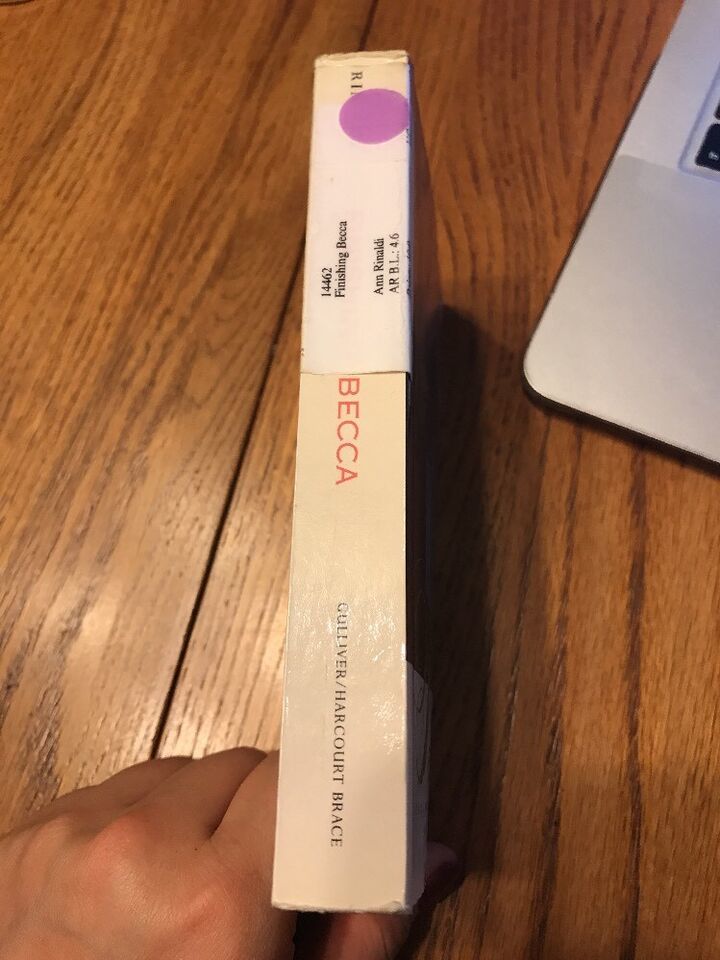 RI
14462
Finishing Becca
Ann Rinaldi
AR B.L.: 4.6
BECCA
GULLIVER/HARCOURT BRACE